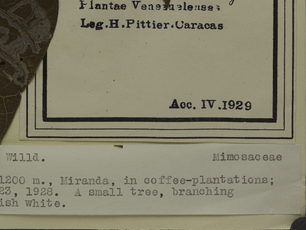 Plantae Venezuelenses
Leg. H. Pittier. Caracas
Acc. IV. 1929
Willd. Mimosaceae
1200 m., Miranda, in coffee-plantations;
23, 1928. A small tree, branching
ish white.